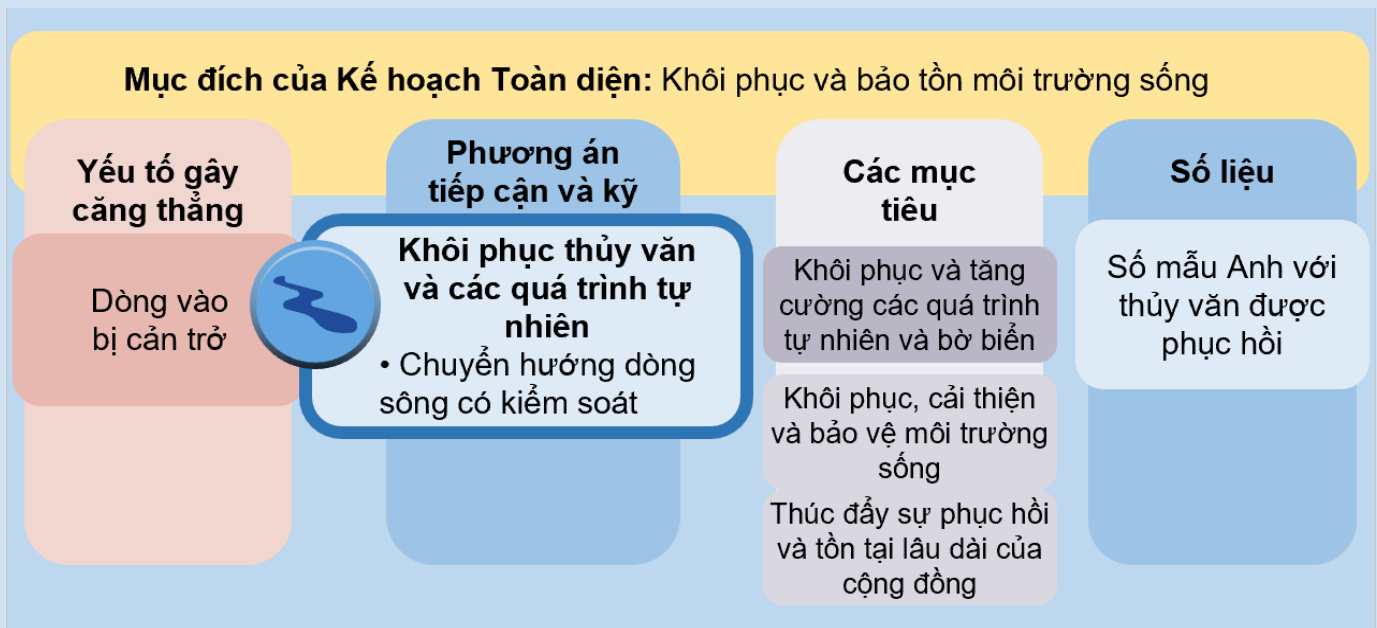 Mục đích của Kế hoạch Toàn diện: Khôi phục và bảo tồn môi trường sống
Yếu tố gây
căng thẳng
Dòng vào
bị cản trở
Phương án
tiếp cận và kỹ
Khôi phục thủy văn
và các quá trình tự
nhiên
• Chuyển hướng dòng
sông có kiểm soát
Các mục
tiêu
Khôi phục và tăng
cường các quá trình
tự nhiên và bờ biển
Khôi phục, cải thiện
và bảo vệ môi trường
sống
Thúc đẩy sự phục hồi
và tồn tại lâu dài của
cộng đồng
Số liệu
Số mẫu Anh với
thủy văn được
phục hồi